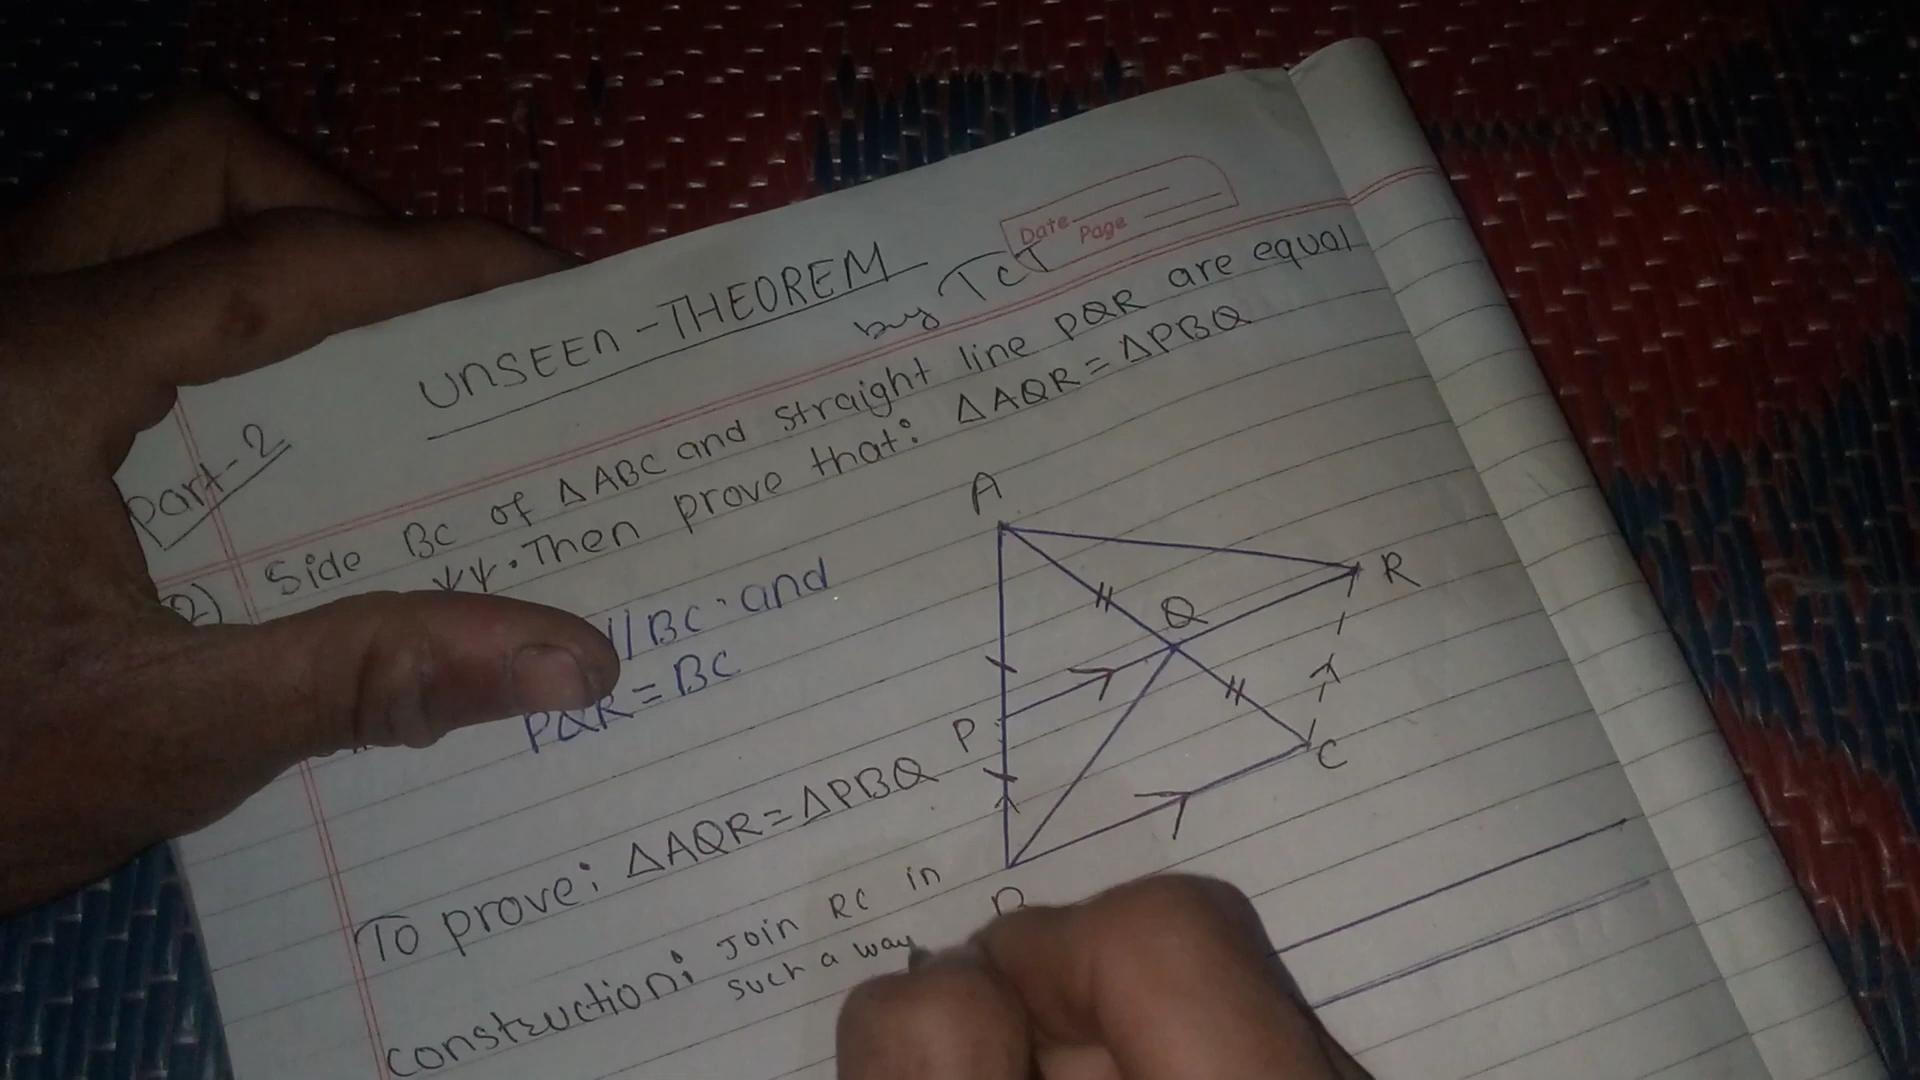 Date
Page
UNSEEn-THEOREM
by TCT
Part-2
2) Side BC of ΔABC and straight line PQR are equal
. Then prove that: ΔAQR = ΔPBQ
//BC. and
PQR = BC
To prove: ΔAQR = ΔPBQ
construction: Join RC in
such a way
A
R
Q
P
C